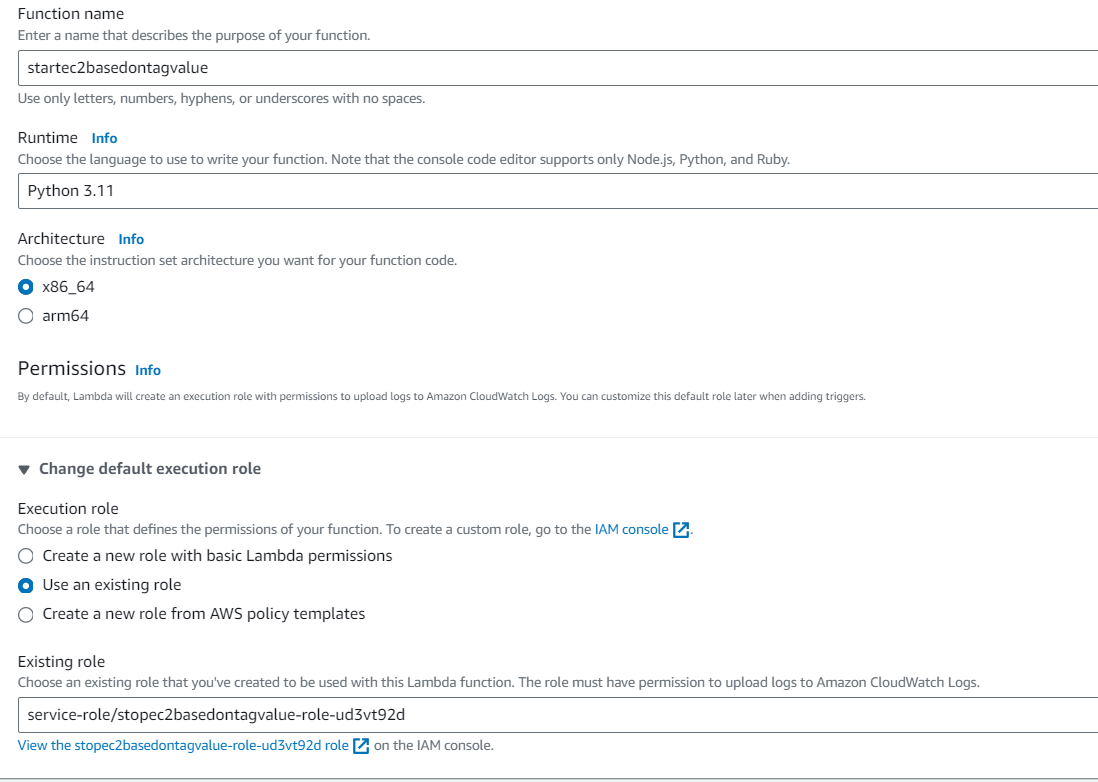 Function name
Enter a name that describes the purpose of your function.
startec2basedontagvalue
Use only letters, numbers, hyphens, or underscores with no spaces.
Runtime Info
Choose the language to use to write your function. Note that the console code editor supports only Node.js, Python, and Ruby.
Python 3.11
Architecture Info
Choose the instruction set architecture you want for your function code.
x86_64
arm64
Permissions Info
By default, Lambda will create an execution role with permissions to upload logs to Amazon CloudWatch Logs. You can customize this default role later when adding triggers.
Change default execution role
Execution role
Choose a role that defines the permissions of your function. To create a custom role, go to the IAM console.
Create a new role with basic Lambda permissions
Use an existing role
Create a new role from AWS policy templates
Existing role
Choose an existing role that you've created to be used with this Lambda function. The role must have permission to upload logs to Amazon CloudWatch Logs.
service-role/stopec2basedontagvalue-role-ud3vt92d
View the stopec2basedontagvalue-role-ud3vt92d role on the IAM console.